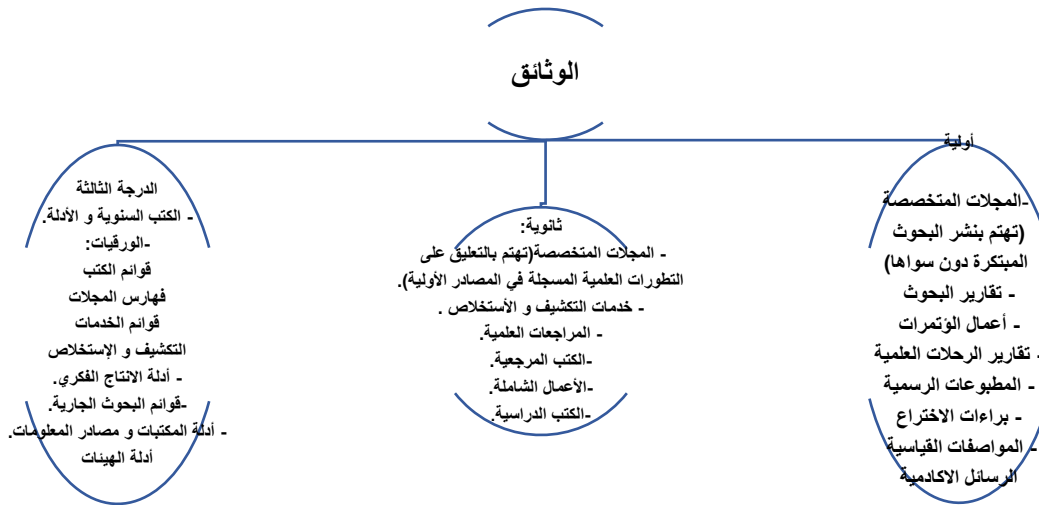 الوثائق
أولية
-المجلات المتخصصة
(تهتم بنشر البحوث
المبتكرة دون سواها)
- تقارير البحوث
- أعمال الؤتمرات
- تقارير الرحلات العلمية
- المطبوعات الرسمية
- براءات الاختراع
- المواصفات القياسية
الرسائل الاكادمية
ثانوية:
- المجلات المتخصصة(تهتم بالتعليق على
التطورات العلمية المسجلة في المصادر الأولية).
- خدمات التكشيف و الأستخلاص .
- المراجعات العلمية.
-الكتب المرجعية.
-الأعمال الشاملة.
-الكتب الدراسية.
الدرجة الثالثة
- الكتب السنوية و الأدلة.
-الورقيات:
قوائم الكتب
فهارس المجلات
قوائم الخدمات
التكشيف و الإستخلاص
- أدلة الانتاج الفكري.
-قوائم البحوث الجارية.
- أدلة المكتبات و مصادر المعلومات.
أدلة الهيئات